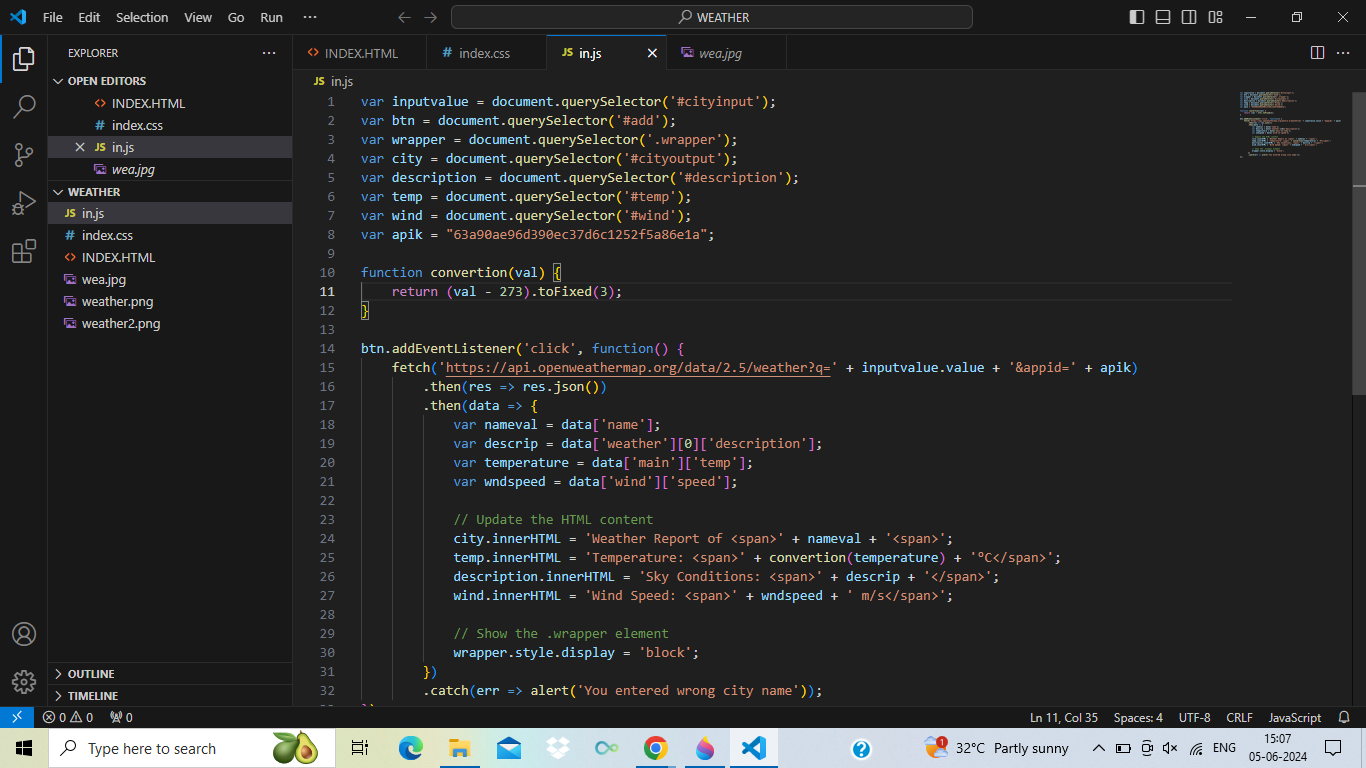 File Edit Selection View Go Run ··· WEATHER
EXPLORER ···
OPEN EDITORS
<> INDEX.HTML
# index.css
JS in.js
wea.jpg
WEATHER
JS in.js
# index.css
<> INDEX.HTML
wea.jpg
weather.png
weather2.png
OUTLINE
TIMELINE
<> INDEX.HTML # index.css JS in.js wea.jpg ···
JS in.js
1 var inputvalue = document.querySelector('#cityinput');
2 var btn = document.querySelector('#add');
3 var wrapper = document.querySelector('.wrapper');
4 var city = document.querySelector('#cityoutput');
5 var description = document.querySelector('#description');
6 var temp = document.querySelector('#temp');
7 var wind = document.querySelector('#wind');
8 var apik = "63a90ae96d390ec37d6c1252f5a86e1a";
9
10 function convertion(val) {
11     return (val - 273).toFixed(3);
12 }
13
14 btn.addEventListener('click', function() {
15     fetch('https://api.openweathermap.org/data/2.5/weather?q=' + inputvalue.value + '&appid=' + apik)
16         .then(res => res.json())
17         .then(data => {
18             var nameval = data['name'];
19             var descrip = data['weather'][0]['description'];
20             var temperature = data['main']['temp'];
21             var wndspeed = data['wind']['speed'];
22
23             // Update the HTML content
24             city.innerHTML = 'Weather Report of <span>' + nameval + '<span>';
25             temp.innerHTML = 'Temperature: <span>' + convertion(temperature) + '°C</span>';
26             description.innerHTML = 'Sky Conditions: <span>' + descrip + '</span>';
27             wind.innerHTML = 'Wind Speed: <span>' + wndspeed + ' m/s</span>';
28
29             // Show the .wrapper element
30             wrapper.style.display = 'block';
31         })
32         .catch(err => alert('You entered wrong city name'));
0 0 0 Ln 11, Col 35 Spaces: 4 UTF-8 CRLF JavaScript
Type here to search 1 32°C Partly sunny ENG 15:07
05-06-2024